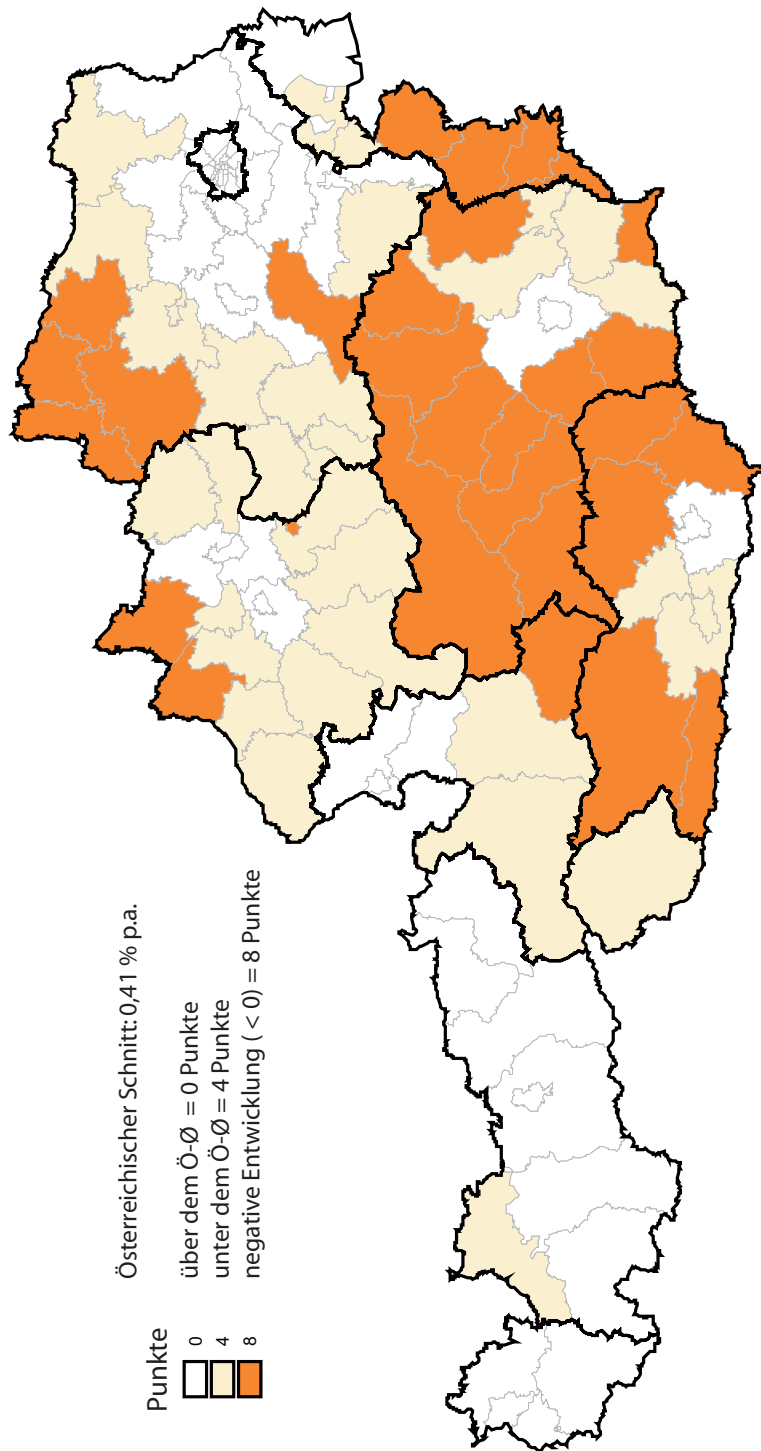 Österreichischer Schnitt: 0,41 % p.a.
Punkte
0 über dem Ö-Ø = 0 Punkte
4 unter dem Ö-Ø = 4 Punkte
8 negative Entwicklung ( < 0) = 8 Punkte